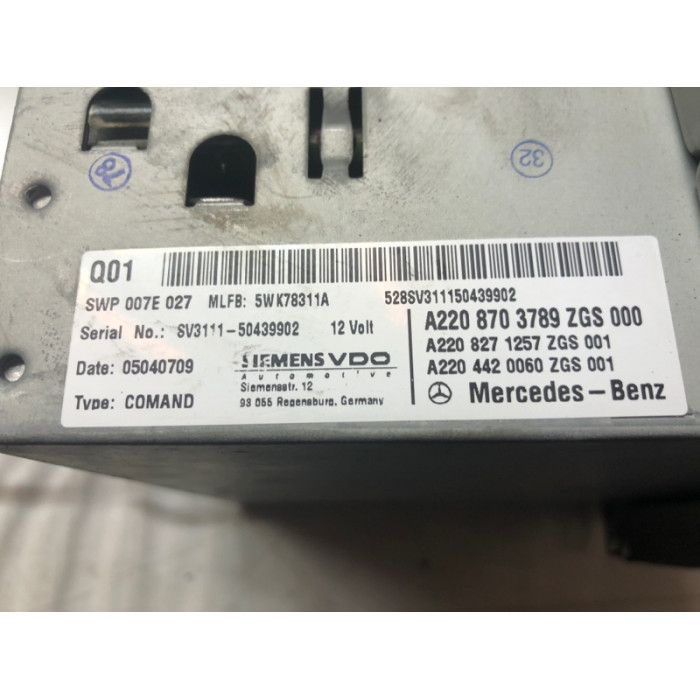 32
Q01
SWP 007E 027 MLFB: 5WK78311A
528SV311150439902
Serial No.: SV3111-50439902 12 Volt
A220 870 3789 ZGS 000
A220 827 1257 ZGS 001
A220 442 0060 ZGS 001
Date: 05040709
SIEMENS VDO
Automotive
Siemensstr. 12
93 055 Regensburg, Germany
Type: COMAND
Mercedes-Benz